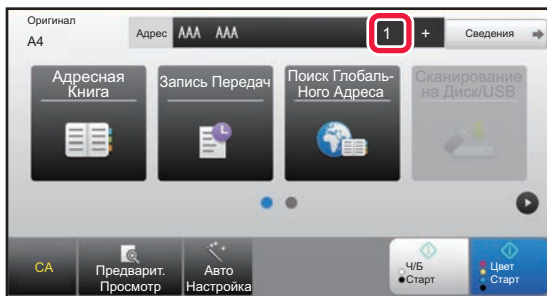 Оригинал
A4
Адрес AAA AAA 1 + Сведения
Адресная
Книга
Запись Передач
Поиск Глобаль-
Ного Адреса
Сканирование
на Диск/USB
CA
Предварит.
Просмотр
Авто
Настройка
Ч/Б
Старт
Цвет
Старт